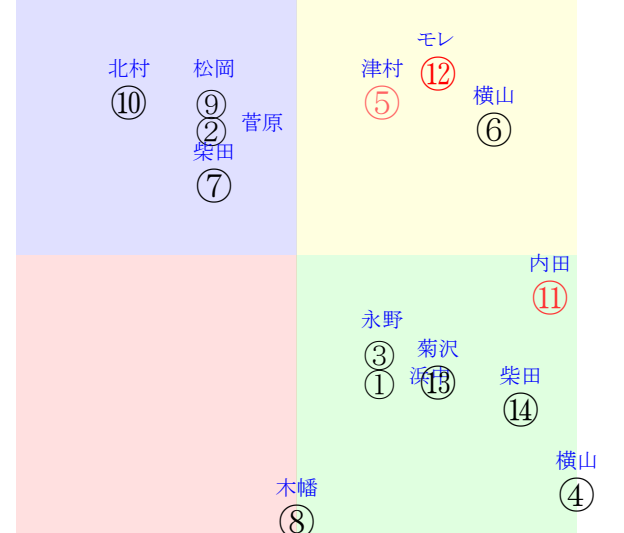 モレ
北村 松岡 津村 ⑫
⑩ ⑨ ⑤ 横山
② 菅原 ⑥
柴田
⑦
内田
⑪
永野
③ 菊沢
① 浜中 ⑬ 柴田
⑭
横山
木幡 ④
⑧